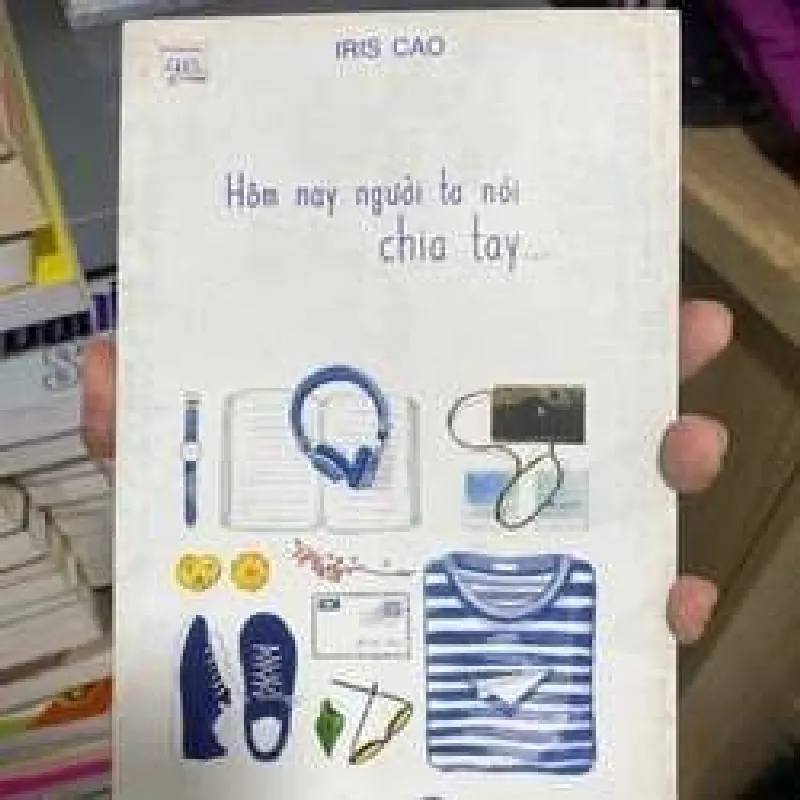 IRIS CAO
Hôm nay người ta nói
chia tay...